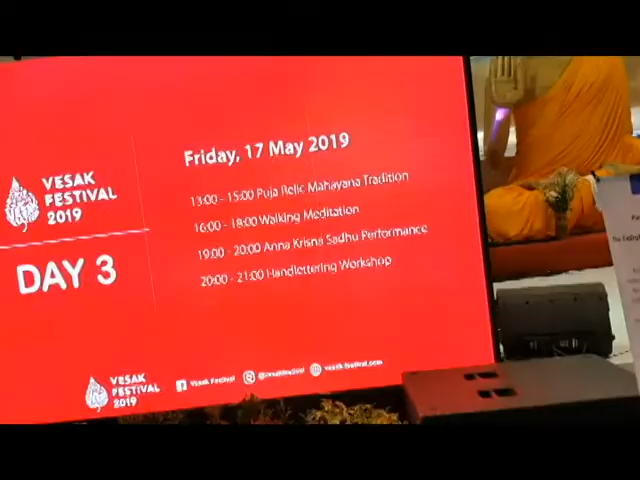 VESAK
FESTIVAL
2019
DAY 3
Friday, 17 May 2019
13:00 - 15:00 Puja Relic Mahayana Tradition
16:00 - 18:00 Walking Meditation
19:00 - 20:00 Anna Krisna Sadhu Performance
20:00 - 21:00 Handlettering Workshop
VESAK
FESTIVAL
2019
Vesak Festival
@vesakfestival
vesak-festival.com